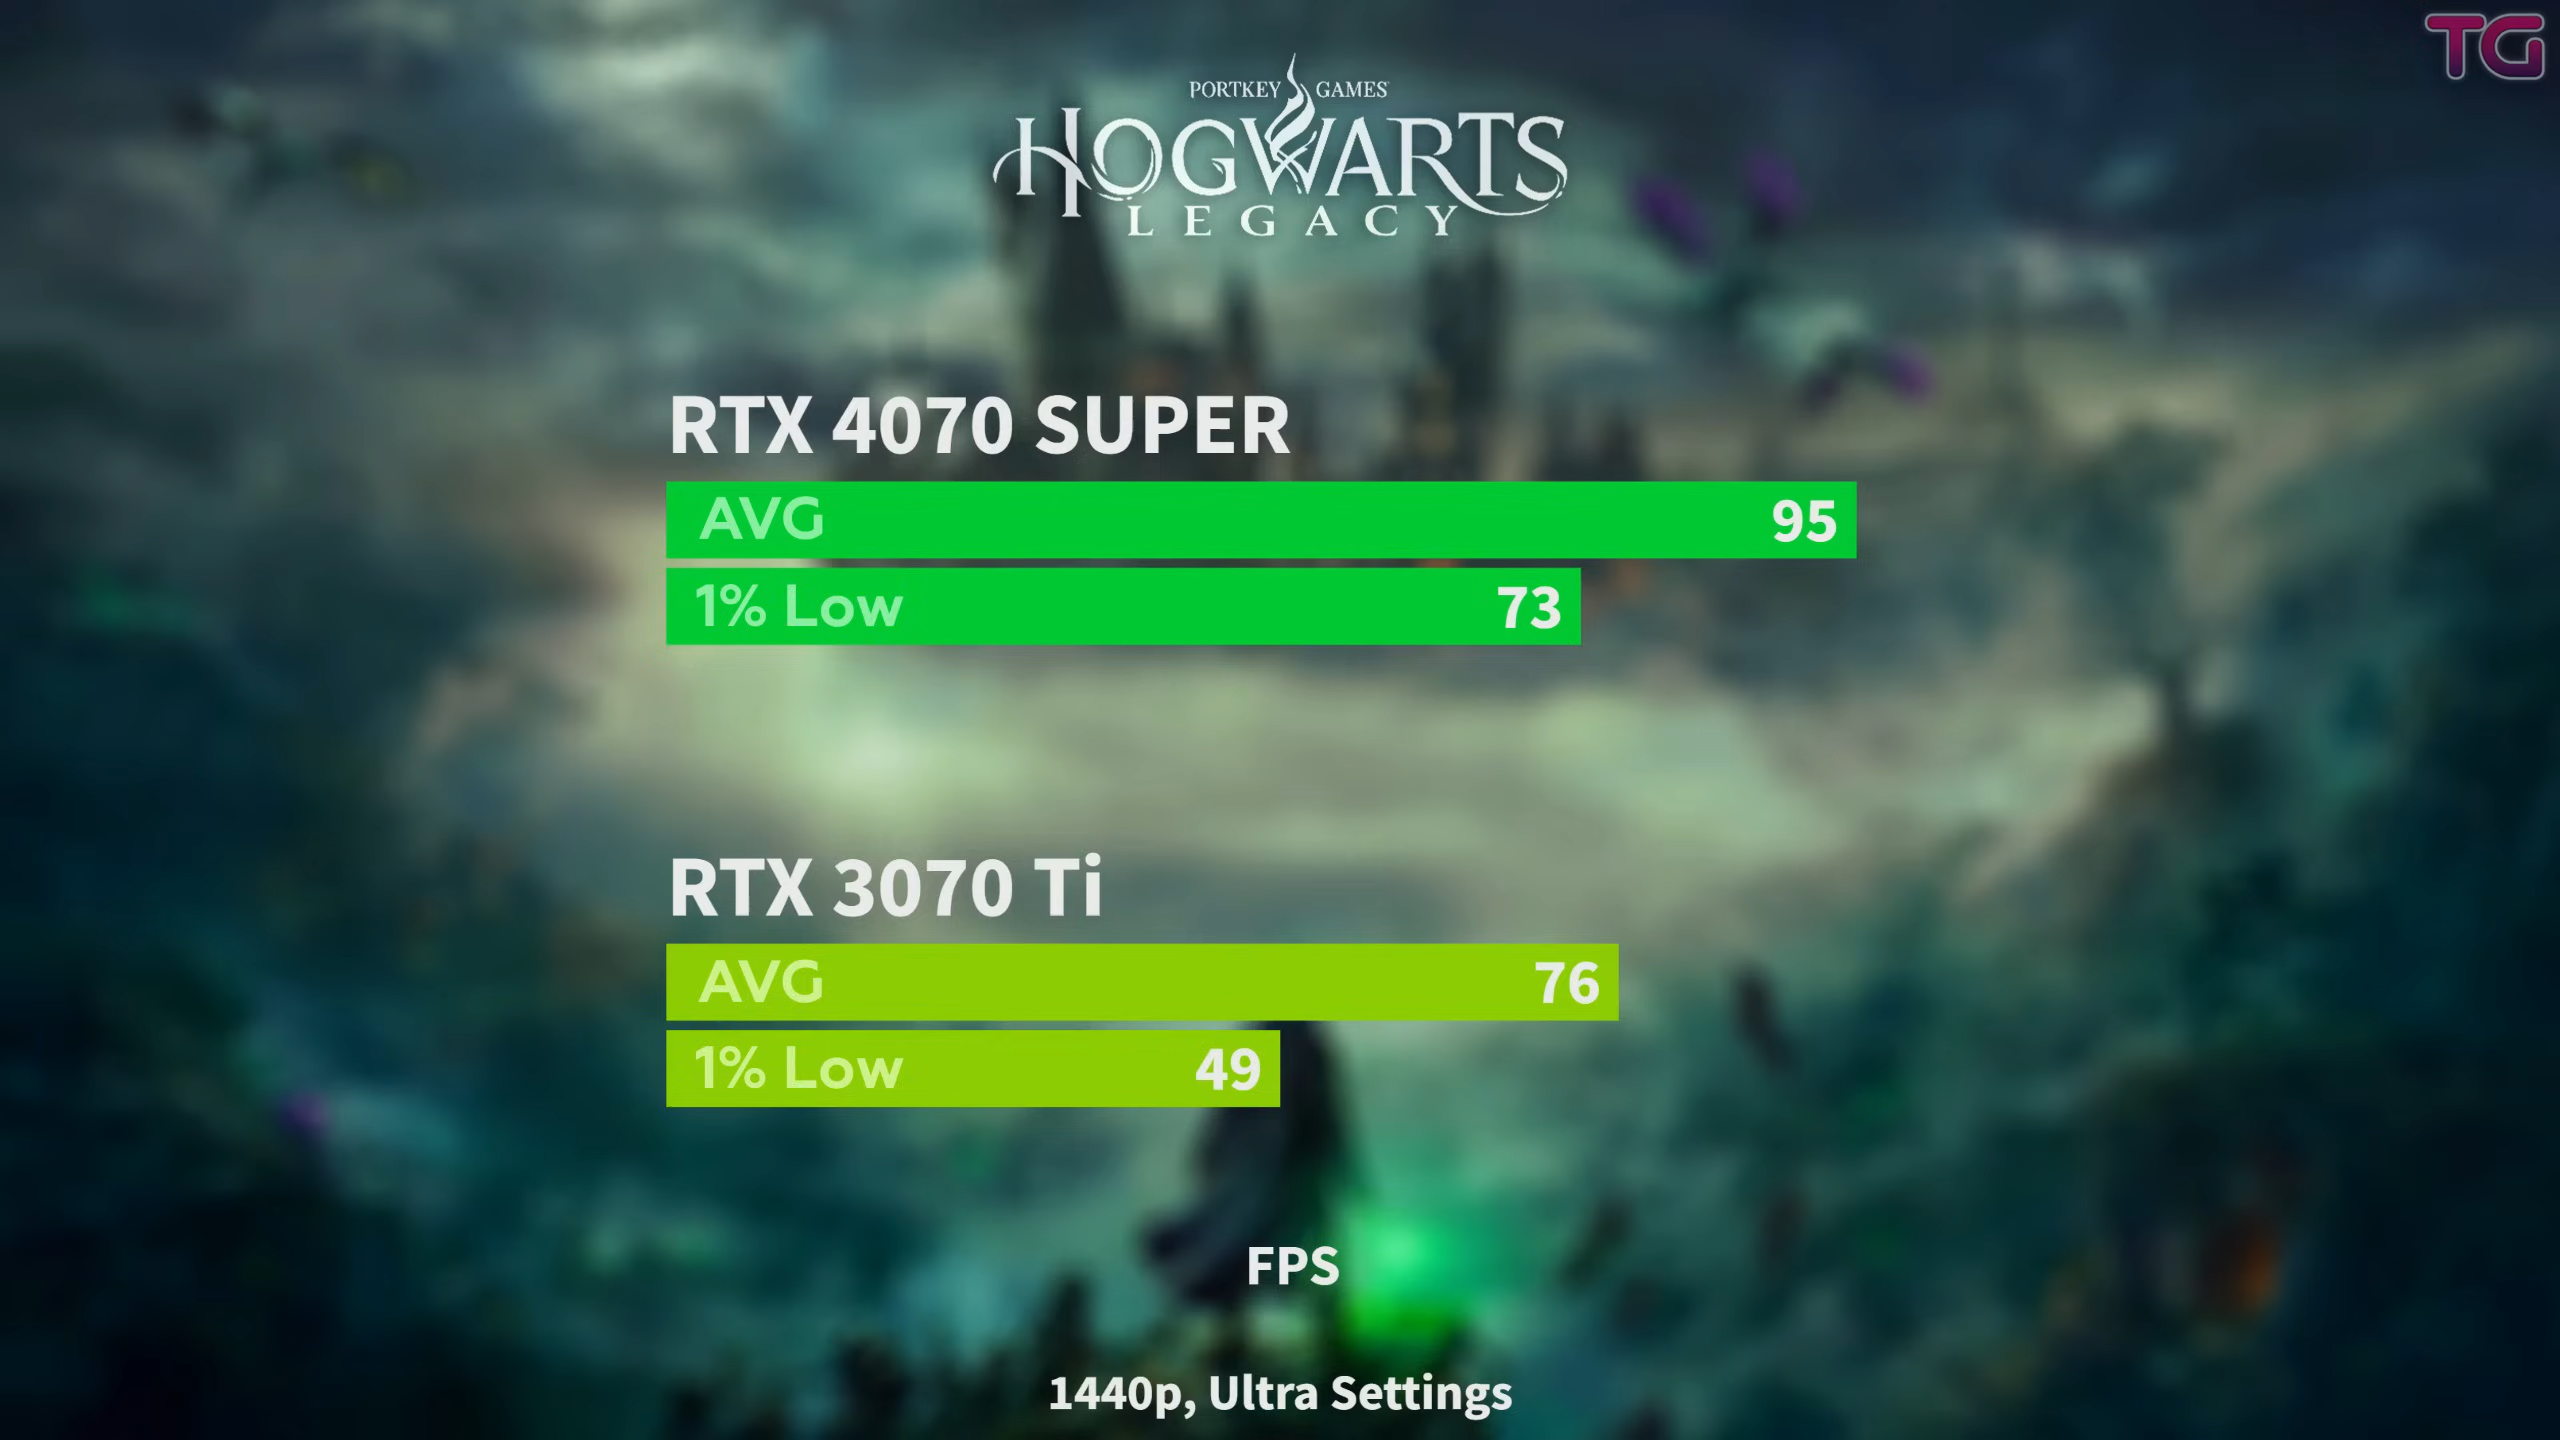 TG
PORTKEY GAMES
HOGWARTS
LEGACY
RTX 4070 SUPER
AVG 95
1% Low 73
RTX 3070 Ti
AVG 76
1% Low 49
FPS
1440p, Ultra Settings